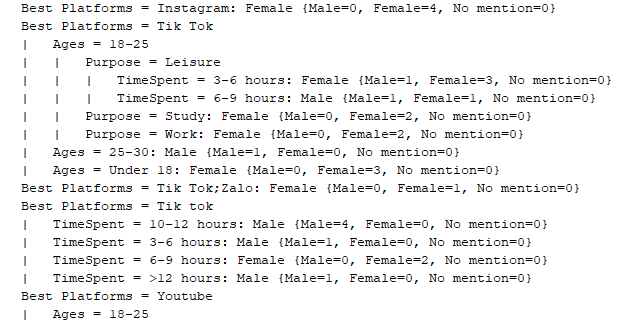 Best Platforms = Instagram: Female {Male=0, Female=4, No mention=0}
Best Platforms = Tik Tok
|   Ages = 18-25
|   |   Purpose = Leisure
|   |   |   TimeSpent = 3-6 hours: Female {Male=1, Female=3, No mention=0}
|   |   |   TimeSpent = 6-9 hours: Male {Male=1, Female=1, No mention=0}
|   |   Purpose = Study: Female {Male=0, Female=2, No mention=0}
|   |   Purpose = Work: Female {Male=0, Female=2, No mention=0}
|   Ages = 25-30: Male {Male=1, Female=0, No mention=0}
|   Ages = Under 18: Female {Male=0, Female=3, No mention=0}
Best Platforms = Tik Tok;Zalo: Female {Male=0, Female=1, No mention=0}
Best Platforms = Tik tok
|   TimeSpent = 10-12 hours: Male {Male=4, Female=0, No mention=0}
|   TimeSpent = 3-6 hours: Male {Male=1, Female=0, No mention=0}
|   TimeSpent = 6-9 hours: Female {Male=0, Female=2, No mention=0}
|   TimeSpent = >12 hours: Male {Male=1, Female=0, No mention=0}
Best Platforms = Youtube
|   Ages = 18-25